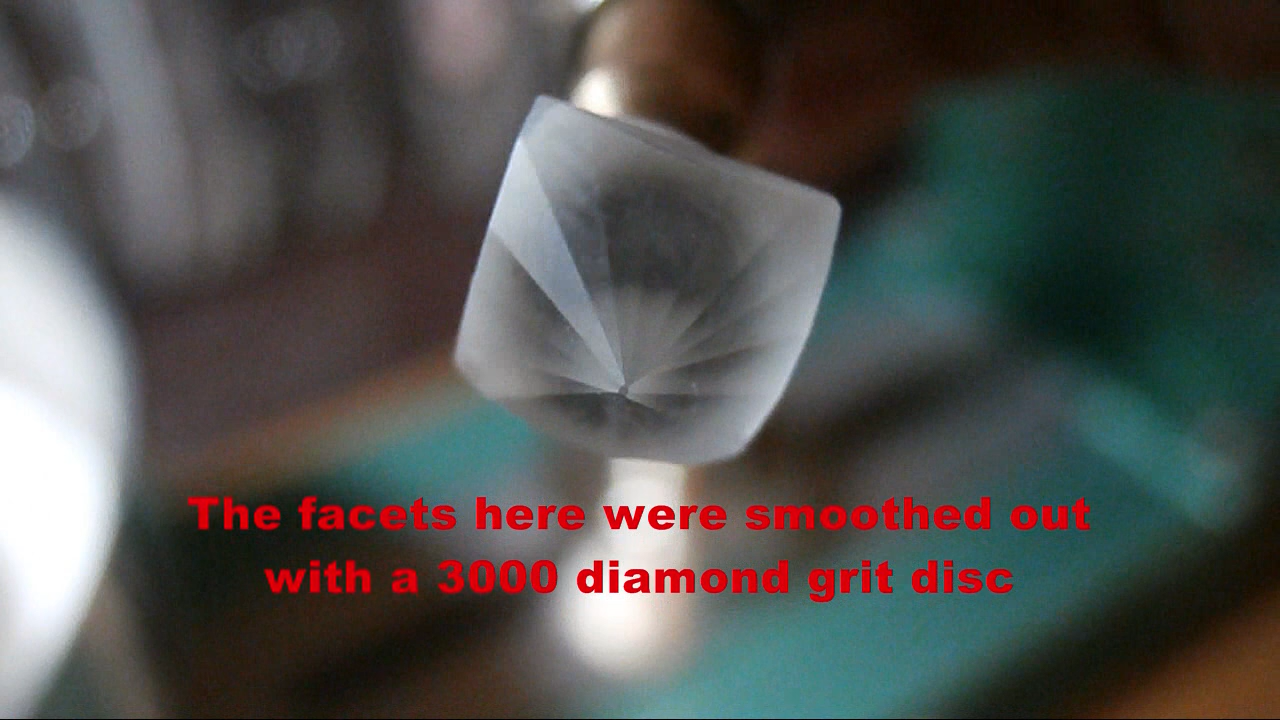 The facets here were smoothed out
with a 3000 diamond grit disc